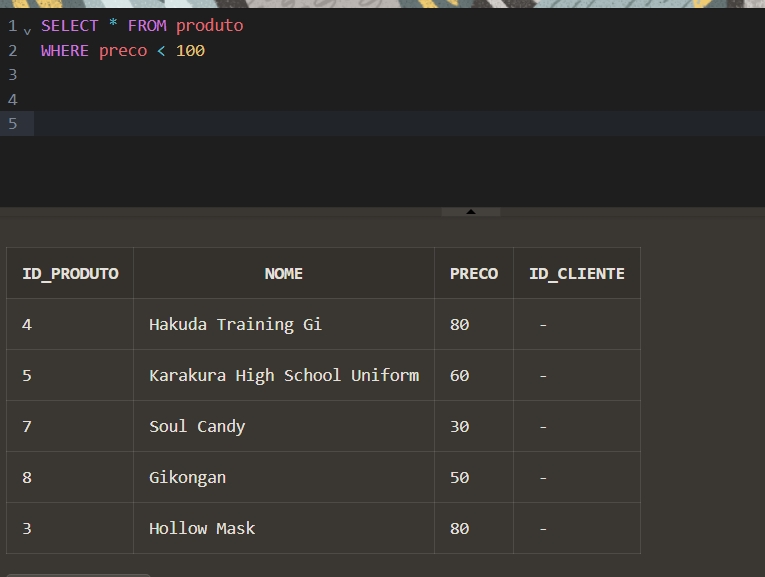 1 SELECT * FROM produto
2 WHERE preco < 100
3
4
5
ID_PRODUTO NOME PRECO ID_CLIENTE
4 Hakuda Training Gi 80 -
5 Karakura High School Uniform 60 -
7 Soul Candy 30 -
8 Gikongan 50 -
3 Hollow Mask 80 -